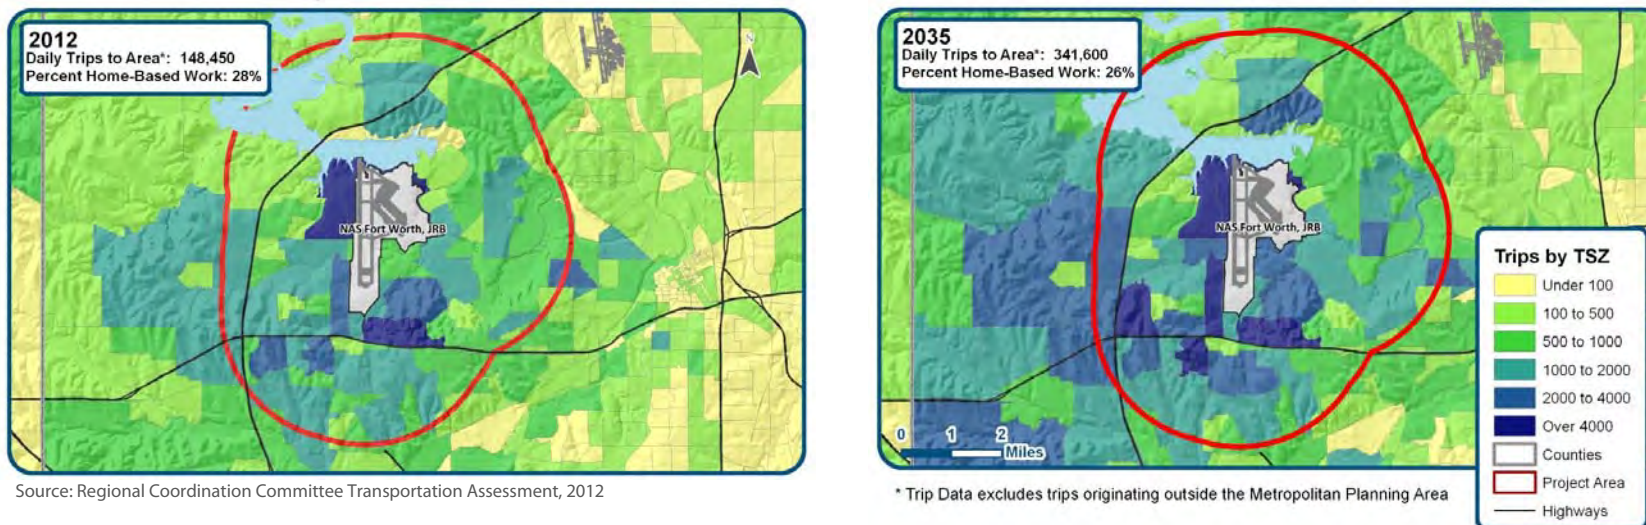 2012
Daily Trips to Area*: 148,450
Percent Home-Based Work: 28%
N
NAS Fort Worth, JRB
Source: Regional Coordination Committee Transportation Assessment, 2012
2035
Daily Trips to Area*: 341,600
Percent Home-Based Work: 26%
NAS Fort Worth, JRB
0 1 2
Miles
Trips by TSZ
Under 100
100 to 500
500 to 1000
1000 to 2000
2000 to 4000
Over 4000
Counties
Project Area
Highways
* Trip Data excludes trips originating outside the Metropolitan Planning Area